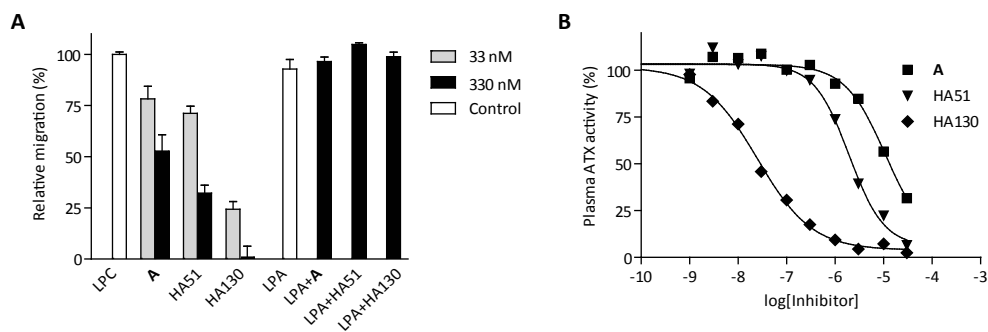 A
Relative migration (%)
100
75
50
25
0
LPC
A
HA51
HA130
LPA
LPA+A
LPA+HA51
LPA+HA130
33 nM
330 nM
Control
B
Plasma ATX activity (%)
100
75
50
25
0
-10
-9
-8
-7
-6
-5
-4
-3
log[Inhibitor]
A
HA51
HA130